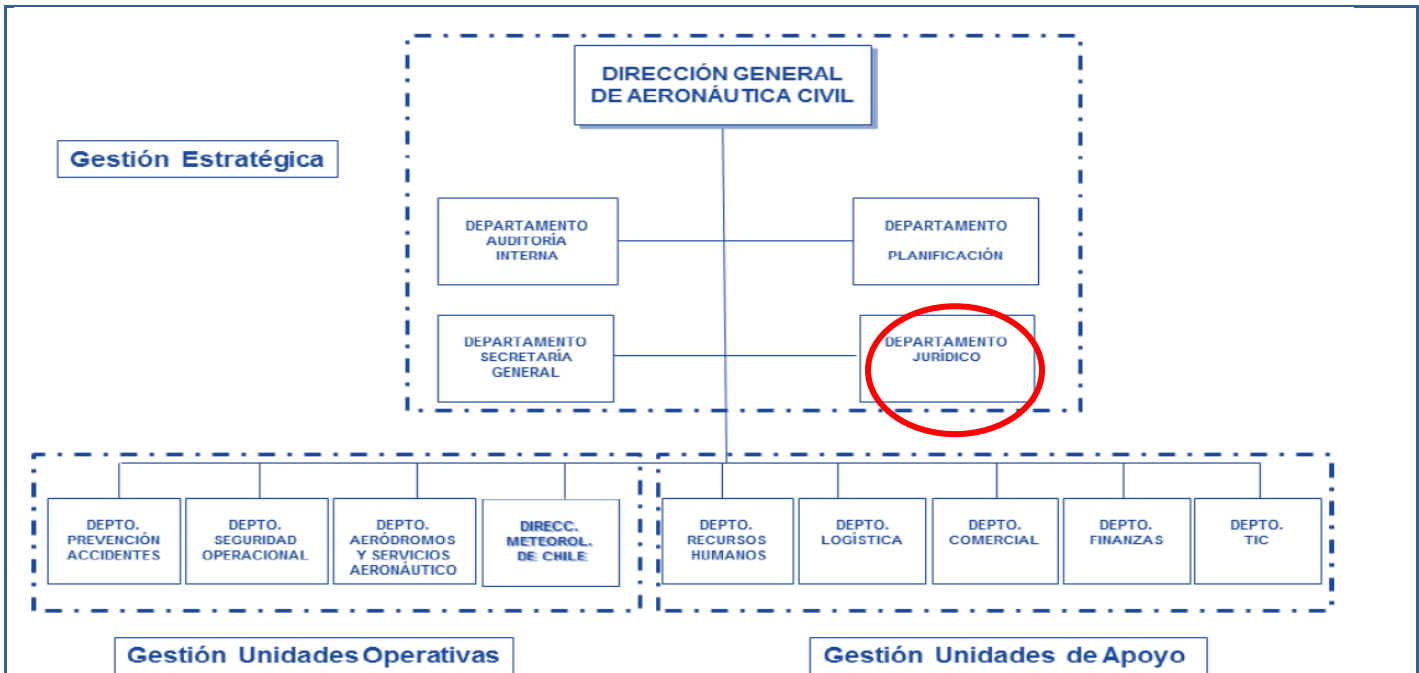 DIRECCIÓN GENERAL
DE AERONÁUTICA CIVIL
Gestión Estratégica
DEPARTAMENTO
AUDITORÍA
INTERNA
DEPARTAMENTO
PLANIFICACIÓN
DEPARTAMENTO
SECRETARÍA
GENERAL
DEPARTAMENTO
JURÍDICO
DEPTO.
PREVENCIÓN
ACCIDENTES
DEPTO.
SEGURIDAD
OPERACIONAL
DEPTO.
AERÓDROMOS
Y SERVICIOS
AERONÁUTICO
DIRECC.
METEOROL.
DE CHILE
DEPTO.
RECURSOS
HUMANOS
DEPTO.
LOGÍSTICA
DEPTO.
COMERCIAL
DEPTO.
FINANZAS
DEPTO.
TIC
Gestión Unidades Operativas
Gestión Unidades de Apoyo